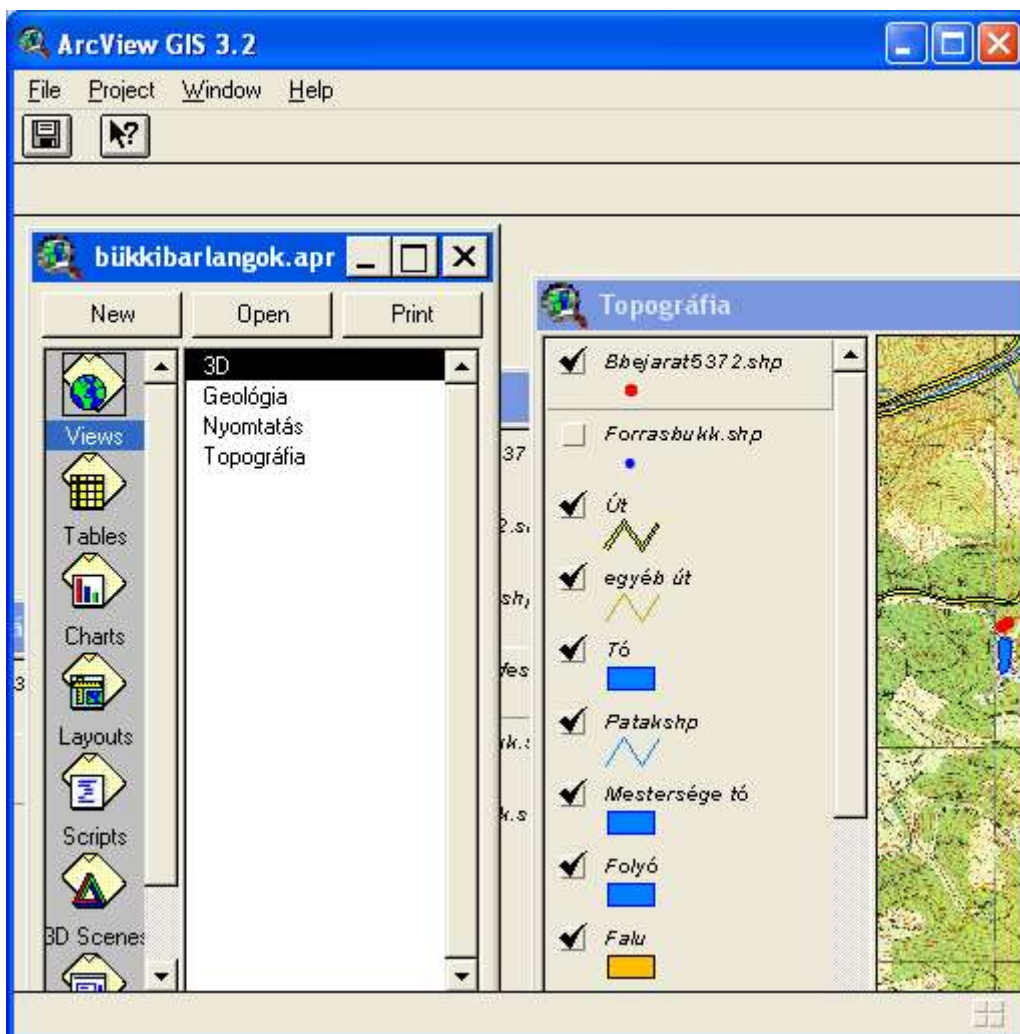 ArcView GIS 3.2
File Project Window Help
bükkibarlangok.apr
New Open Print
Views
Tables
Charts
Layouts
Scripts
3D Scenes
3D
Geológia
Nyomtatás
Topográfia
Topográfia
Bbejarat5372.shp
Forrasbukk.shp
Út
egyéb út
Tó
Patakshp
Mestersége tó
Folyó
Falu